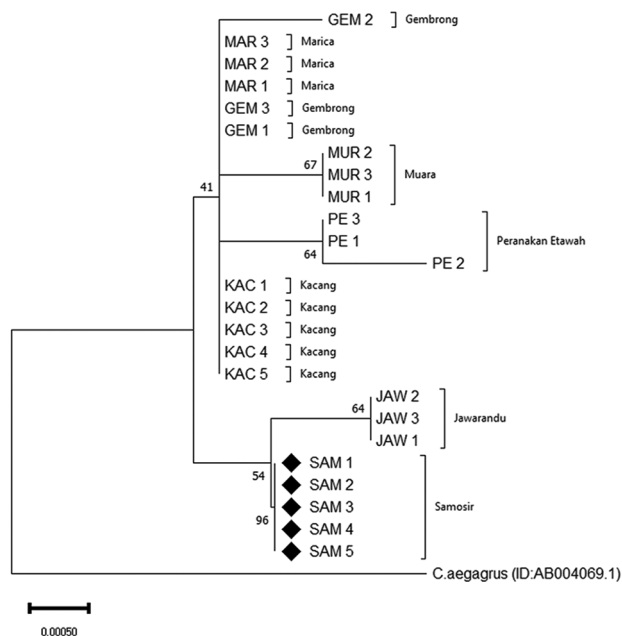 GEM 2 Gembrong
MAR 3 Marica
MAR 2 Marica
MAR 1 Marica
GEM 3 Gembrong
GEM 1 Gembrong
41
MUR 2
67
MUR 3 Muara
MUR 1
PE 3
PE 1 Peranakan Etawah
64
PE 2
KAC 1 Kacang
KAC 2 Kacang
KAC 3 Kacang
KAC 4 Kacang
KAC 5 Kacang
JAW 2
64
JAW 3 Jawarandu
JAW 1
SAM 1
54
SAM 2
SAM 3 Samosir
96
SAM 4
SAM 5
C.aegagrus (ID:AB004069.1)
0.00050